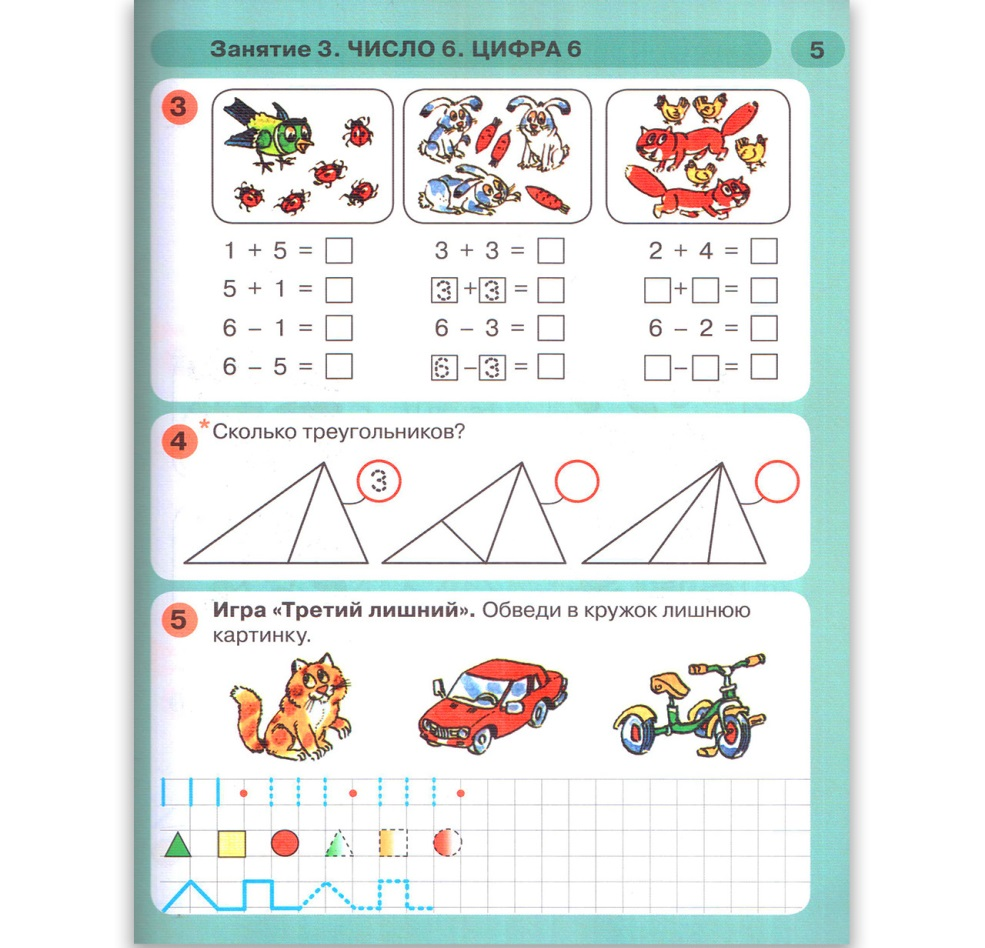 Занятие 3. ЧИСЛО 6. ЦИФРА 6
5
3
1 + 5 =
3 + 3 =
2 + 4 =
5 + 1 =
3 + 3 =
+ =
6 – 1 =
6 – 3 =
6 – 2 =
6 – 5 =
6 – 3 =
– =
4
* Сколько треугольников?
3
5
Игра «Третий лишний». Обведи в кружок лишнюю
картинку.